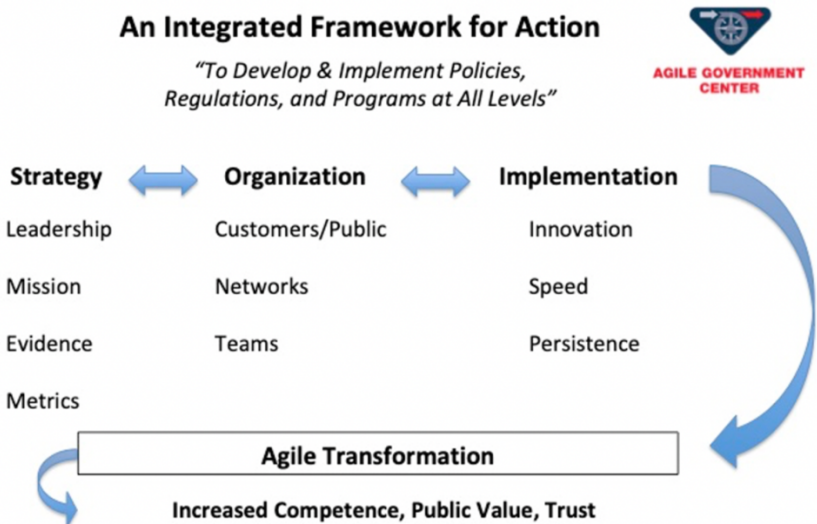 An Integrated Framework for Action
“To Develop & Implement Policies,
Regulations, and Programs at All Levels”
AGILE GOVERNMENT
CENTER
Strategy
Organization
Implementation
Leadership
Customers/Public
Innovation
Mission
Networks
Speed
Evidence
Teams
Persistence
Metrics
Agile Transformation
Increased Competence, Public Value, Trust